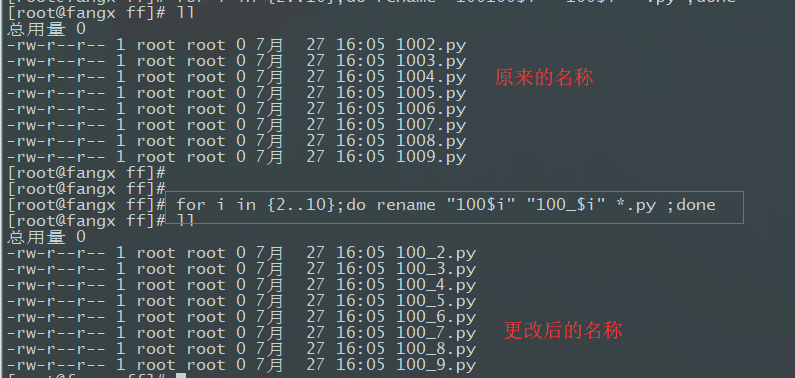 [root@fangx ff]# ll
总用量 0
-rw-r--r-- 1 root root 0 7月  27 16:05 1002.py
-rw-r--r-- 1 root root 0 7月  27 16:05 1003.py
-rw-r--r-- 1 root root 0 7月  27 16:05 1004.py
-rw-r--r-- 1 root root 0 7月  27 16:05 1005.py
-rw-r--r-- 1 root root 0 7月  27 16:05 1006.py
-rw-r--r-- 1 root root 0 7月  27 16:05 1007.py
-rw-r--r-- 1 root root 0 7月  27 16:05 1008.py
-rw-r--r-- 1 root root 0 7月  27 16:05 1009.py
原来的名称
[root@fangx ff]#
[root@fangx ff]#
[root@fangx ff]# for i in {2..10};do rename "100$i" "100_$i" *.py ;done
[root@fangx ff]# ll
总用量 0
-rw-r--r-- 1 root root 0 7月  27 16:05 100_2.py
-rw-r--r-- 1 root root 0 7月  27 16:05 100_3.py
-rw-r--r-- 1 root root 0 7月  27 16:05 100_4.py
-rw-r--r-- 1 root root 0 7月  27 16:05 100_5.py
-rw-r--r-- 1 root root 0 7月  27 16:05 100_6.py
-rw-r--r-- 1 root root 0 7月  27 16:05 100_7.py
-rw-r--r-- 1 root root 0 7月  27 16:05 100_8.py
-rw-r--r-- 1 root root 0 7月  27 16:05 100_9.py
更改后的名称